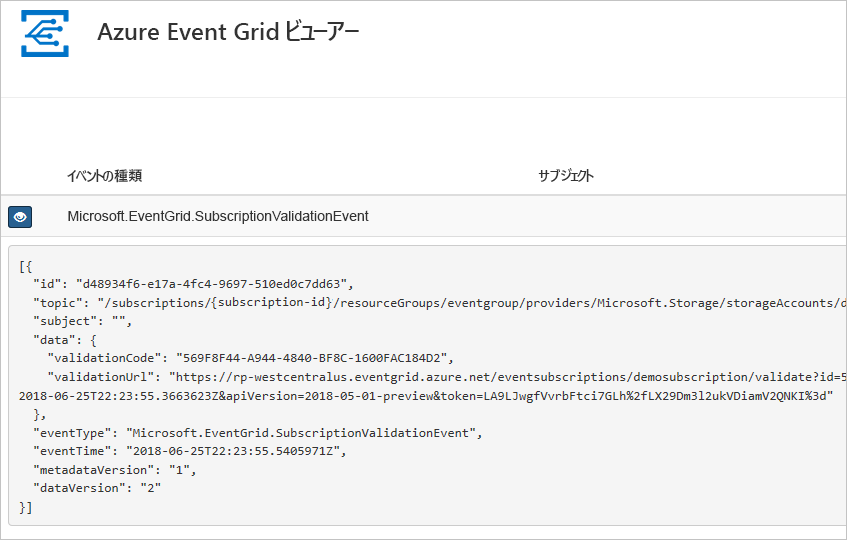 Azure Event Grid ビューアー
イベントの種類 サブジェクト
Microsoft.EventGrid.SubscriptionValidationEvent
[{
"id": "d48934f6-e17a-4fc4-9697-510ed0c7dd63",
"topic": "/subscriptions/{subscription-id}/resourceGroups/eventgroup/providers/Microsoft.Storage/storageAccounts/d
"subject": "",
"data": {
"validationCode": "569F8F44-A944-4840-BF8C-1600FAC184D2",
"validationUrl": "https://rp-westcentralus.eventgrid.azure.net/eventsubscriptions/demosubscription/validate?id=5
2018-06-25T22:23:55.3663623Z&apiVersion=2018-05-01-preview&token=LA9LJwgfVvrbFtci7GLh%2fLX29Dm3l2ukVDiamV2QNKI%3d"
},
"eventType": "Microsoft.EventGrid.SubscriptionValidationEvent",
"eventTime": "2018-06-25T22:23:55.5405971Z",
"metadataVersion": "1",
"dataVersion": "2"
}]